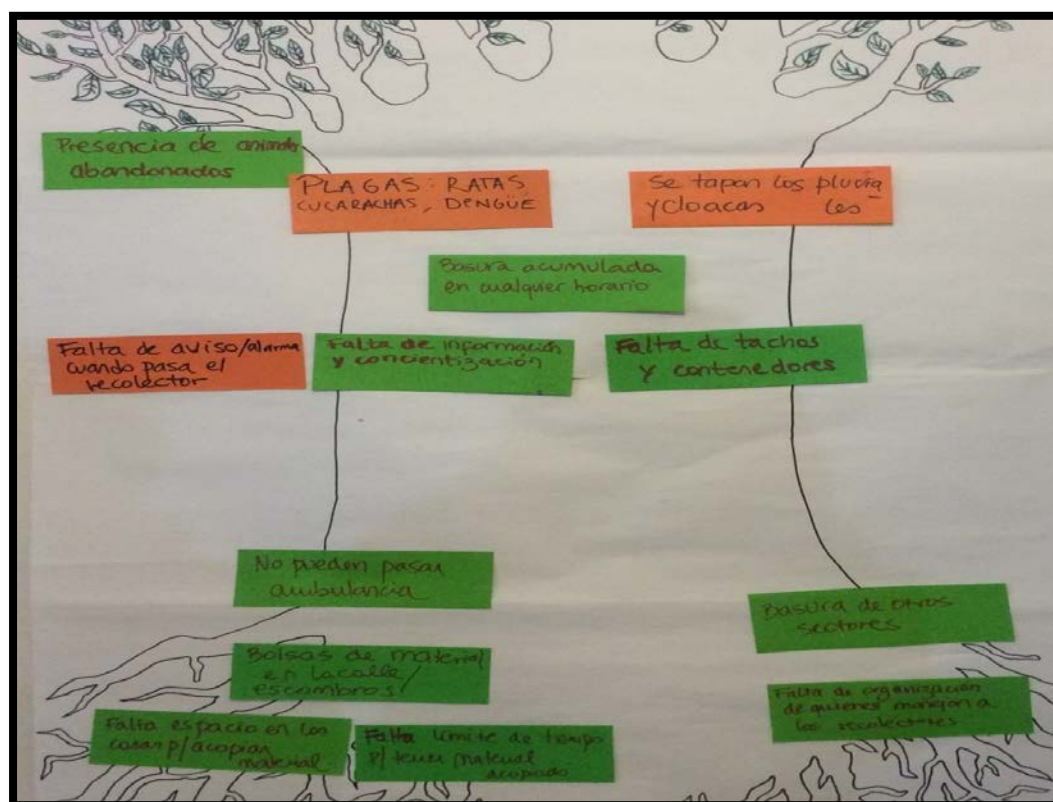 Presencia de animales
abandonados
PLAGAS: RATAS
CUCARACHAS, DENGÜE
Se tapan los pluvia
y cloacas les
Basura acumulada
en cualquier horario
Falta de aviso/alarma
cuando pasa el
recolector
Falta de información
y concientización
Falta de tachos
y contenedores
No pueden pasar
ambulancia
Basura de otros
sectores
Bolsas de material
en la calle/
escombros
Falta de organización
de quienes manejan a
los recolectores
Falta espacio en las
casas p/acopiar
material
Falta límite de tiempo
p/tener material
acopiado